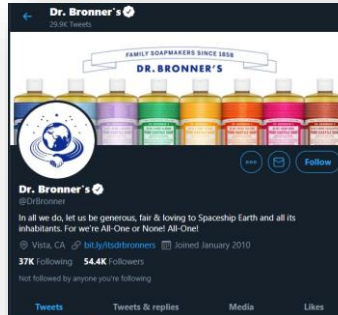 Dr. Bronner's
29.9K Tweets
FAMILY SOAPMAKERS SINCE 1858
DR. BRONNER'S
Follow
Dr. Bronner's
@DrBronner
In all we do, let us be generous, fair & loving to Spaceship Earth and all its
inhabitants. For we're All-One or None! All-One!
Vista, CA bit.ly/itsdrbronners Joined January 2010
37K Following 54.4K Followers
Not followed by anyone you're following
Tweets Tweets & replies Media Likes